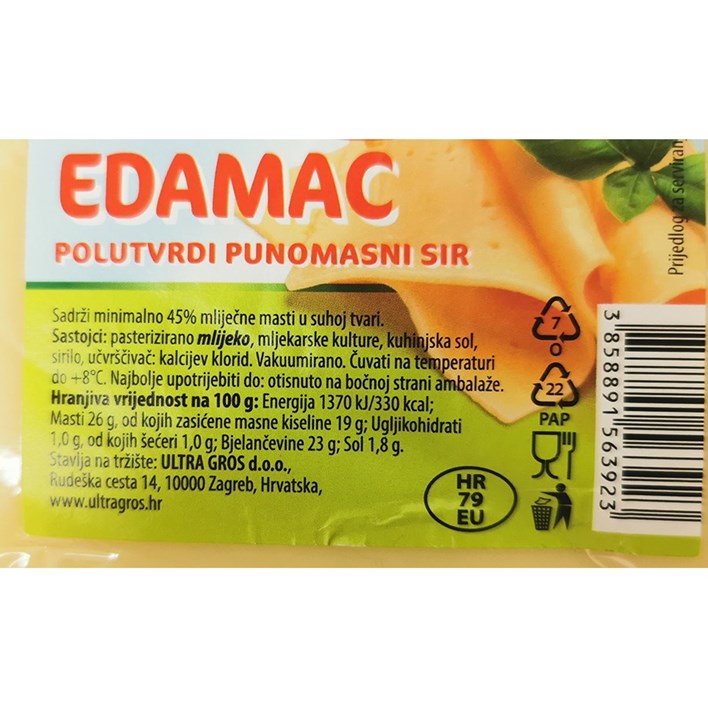 EDAMAC
POLUTVRDI PUNOMASNI SIR
Sadrži minimalno 45% mliječne masti u suhoj tvari.
Sastojci: pasterizirano mlijeko, mljekarske kulture, kuhinjska sol,
sirilo, učvršćivač: kalcijev klorid. Vakuumirano. Čuvati na temperaturi
do +8°C. Najbolje upotrijebiti do: otisnuto na bočnoj strani ambalaže.
Hranjiva vrijednost na 100 g: Energija 1370 kJ/330 kcal;
Masti 26 g, od kojih zasićene masne kiseline 19 g; Ugljikohidrati
1,0 g, od kojih šećeri 1,0 g; Bjelančevine 23 g; Sol 1,8 g.
Stavlja na tržište: ULTRA GROS d.o.o.,
Rudeška cesta 14, 10000 Zagreb, Hrvatska,
www.ultragros.hr
HR
79
EU
7
O
22
PAP
3858891563923
Prijedlog za